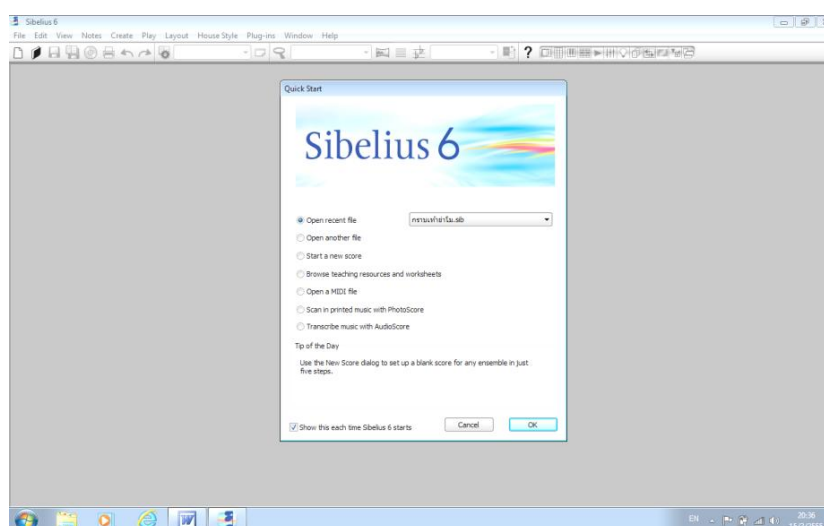 Sibelius 6
File Edit View Notes Create Play Layout House Style Plug-ins Window Help
Quick Start
Sibelius 6
Open recent file
Open another file
Start a new score
Browse teaching resources and worksheets
Open a MIDI file
Scan in printed music with PhotoScore
Transcribe music with AudioScore
Tip of the Day
Use the New Score dialog to set up a blank score for any ensemble in just
five steps.
Show this each time Sibelius 6 starts Cancel OK
EN 20:36